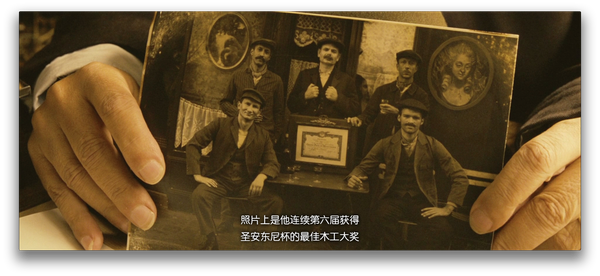 照片上是他连续第六届获得
圣安东尼杯的最佳木工大奖